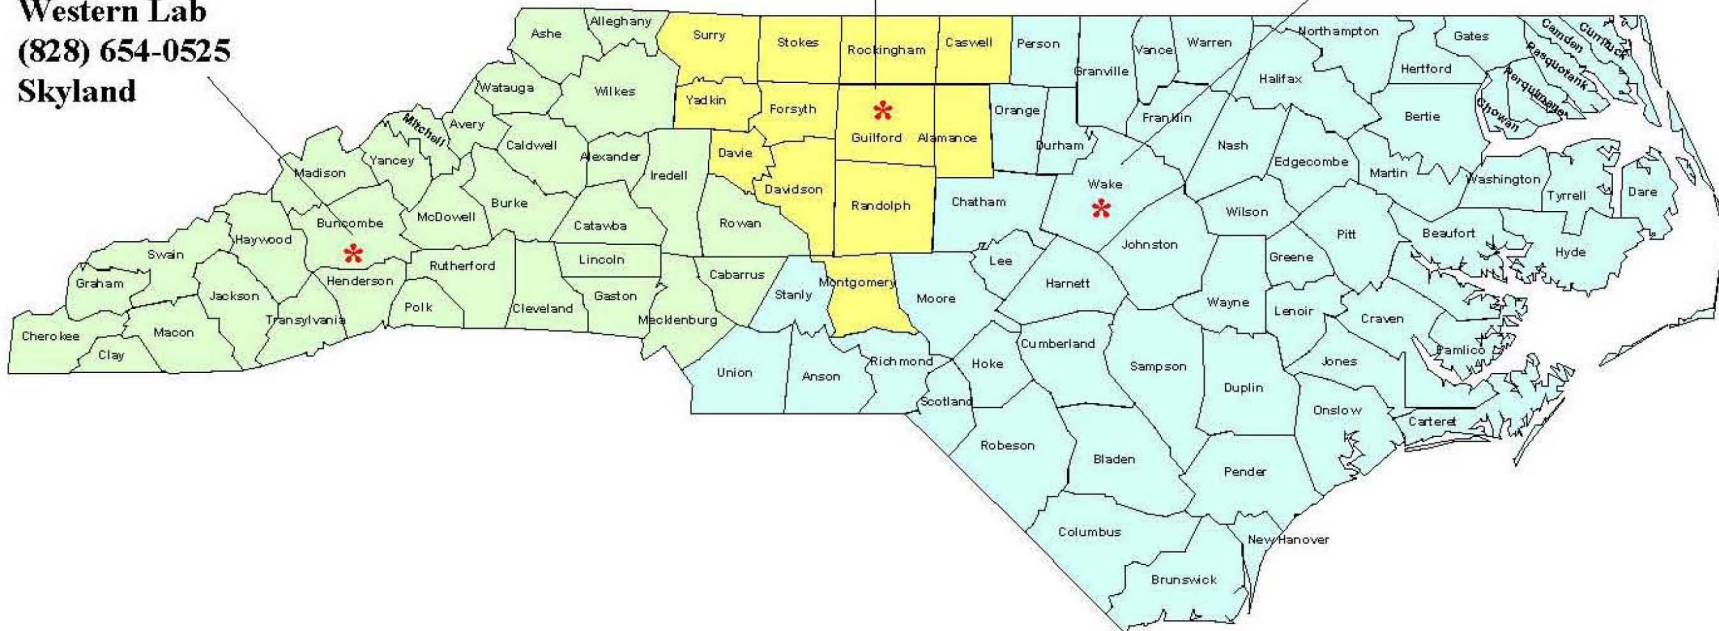 Western Lab
(828) 654-0525
Skyland
Ashe
Alleghany
Surry
Stokes
Rockingham
Caswell
Person
Granville
Vance
Warren
Northampton
Gates
Camden
Currituck
Pasquotank
Perquimans
Chowan
Hertford
Halifax
Watauga
Wilkes
Yadkin
Forsyth
*
Guilford
Alamance
Orange
Durham
Franklin
Nash
Edgecombe
Bertie
Mitchell
Avery
Caldwell
Alexander
Iredell
Davie
Davidson
Randolph
Chatham
Wake
*
Wilson
Martin
Washington
Tyrrell
Dare
Madison
Yancey
McDowell
Burke
Catawba
Rowan
Buncombe
*
Haywood
Swain
Graham
Jackson
Henderson
Rutherford
Lincoln
Cabarrus
Stanly
Montgomery
Moore
Lee
Harnett
Johnston
Greene
Pitt
Beaufort
Hyde
Cherokee
Clay
Macon
Transylvania
Polk
Cleveland
Gaston
Mecklenburg
Union
Anson
Richmond
Hoke
Cumberland
Sampson
Wayne
Lenoir
Craven
Pamlico
Jones
Duplin
Onslow
Carteret
Scotland
Robeson
Bladen
Pender
Columbus
New Hanover
Brunswick